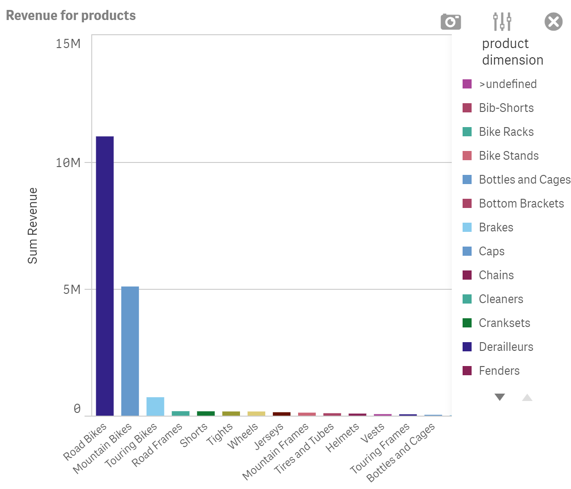 Revenue for products
product
dimension
15M
10M
5M
0
Sum Revenue
Road Bikes
Mountain Bikes
Touring Bikes
Road Frames
Shorts
Tights
Wheels
Jerseys
Mountain Frames
Tires and Tubes
Helmets
Vests
Touring Frames
Bottles and Cages
>undefined
Bib-Shorts
Bike Racks
Bike Stands
Bottles and Cages
Bottom Brackets
Brakes
Caps
Chains
Cleaners
Cranksets
Derailleurs
Fenders